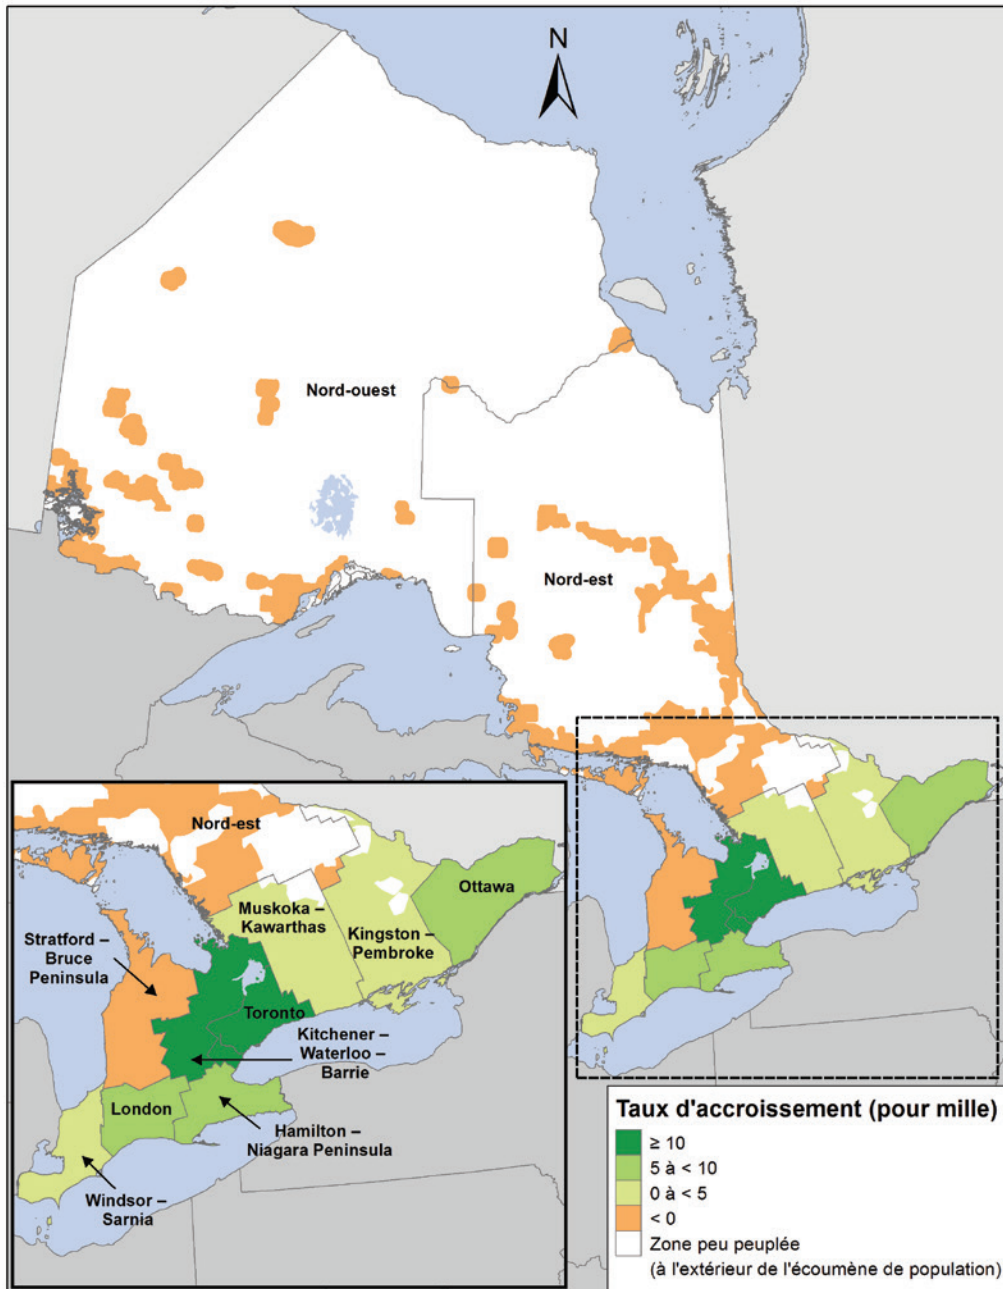 N
Nord-ouest
Nord-est
Nord-est
Ottawa
Muskoka –
Kawarthas
Kingston –
Pembroke
Stratford –
Bruce
Peninsula
Toronto
Kitchener –
Waterloo –
Barrie
London
Hamilton –
Niagara Peninsula
Windsor –
Sarnia
Taux d'accroissement (pour mille)
≥ 10
5 à < 10
0 à < 5
< 0
Zone peu peuplée
(à l'extérieur de l'écoumène de population)